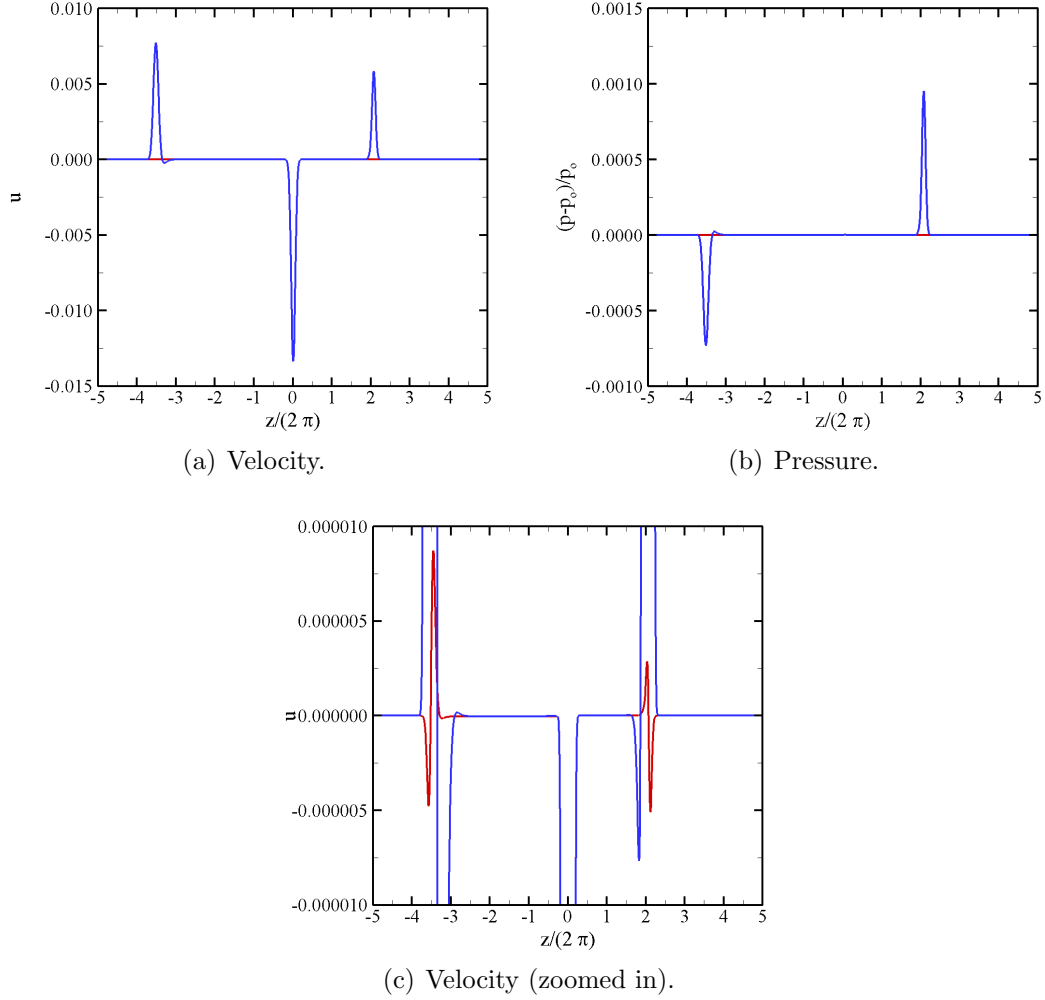 0.010
0.005
0.000
-0.005
-0.010
-0.015
u
-5 -4 -3 -2 -1 0 1 2 3 4 5
z/(2 π)
(a) Velocity.
0.0015
0.0010
0.0005
0.0000
-0.0005
-0.0010
(p-p₀)/p₀
-5 -4 -3 -2 -1 0 1 2 3 4 5
z/(2 π)
(b) Pressure.
0.000010
0.000005
0.000000
-0.000005
-0.000010
u
-5 -4 -3 -2 -1 0 1 2 3 4 5
z/(2 π)
(c) Velocity (zoomed in).